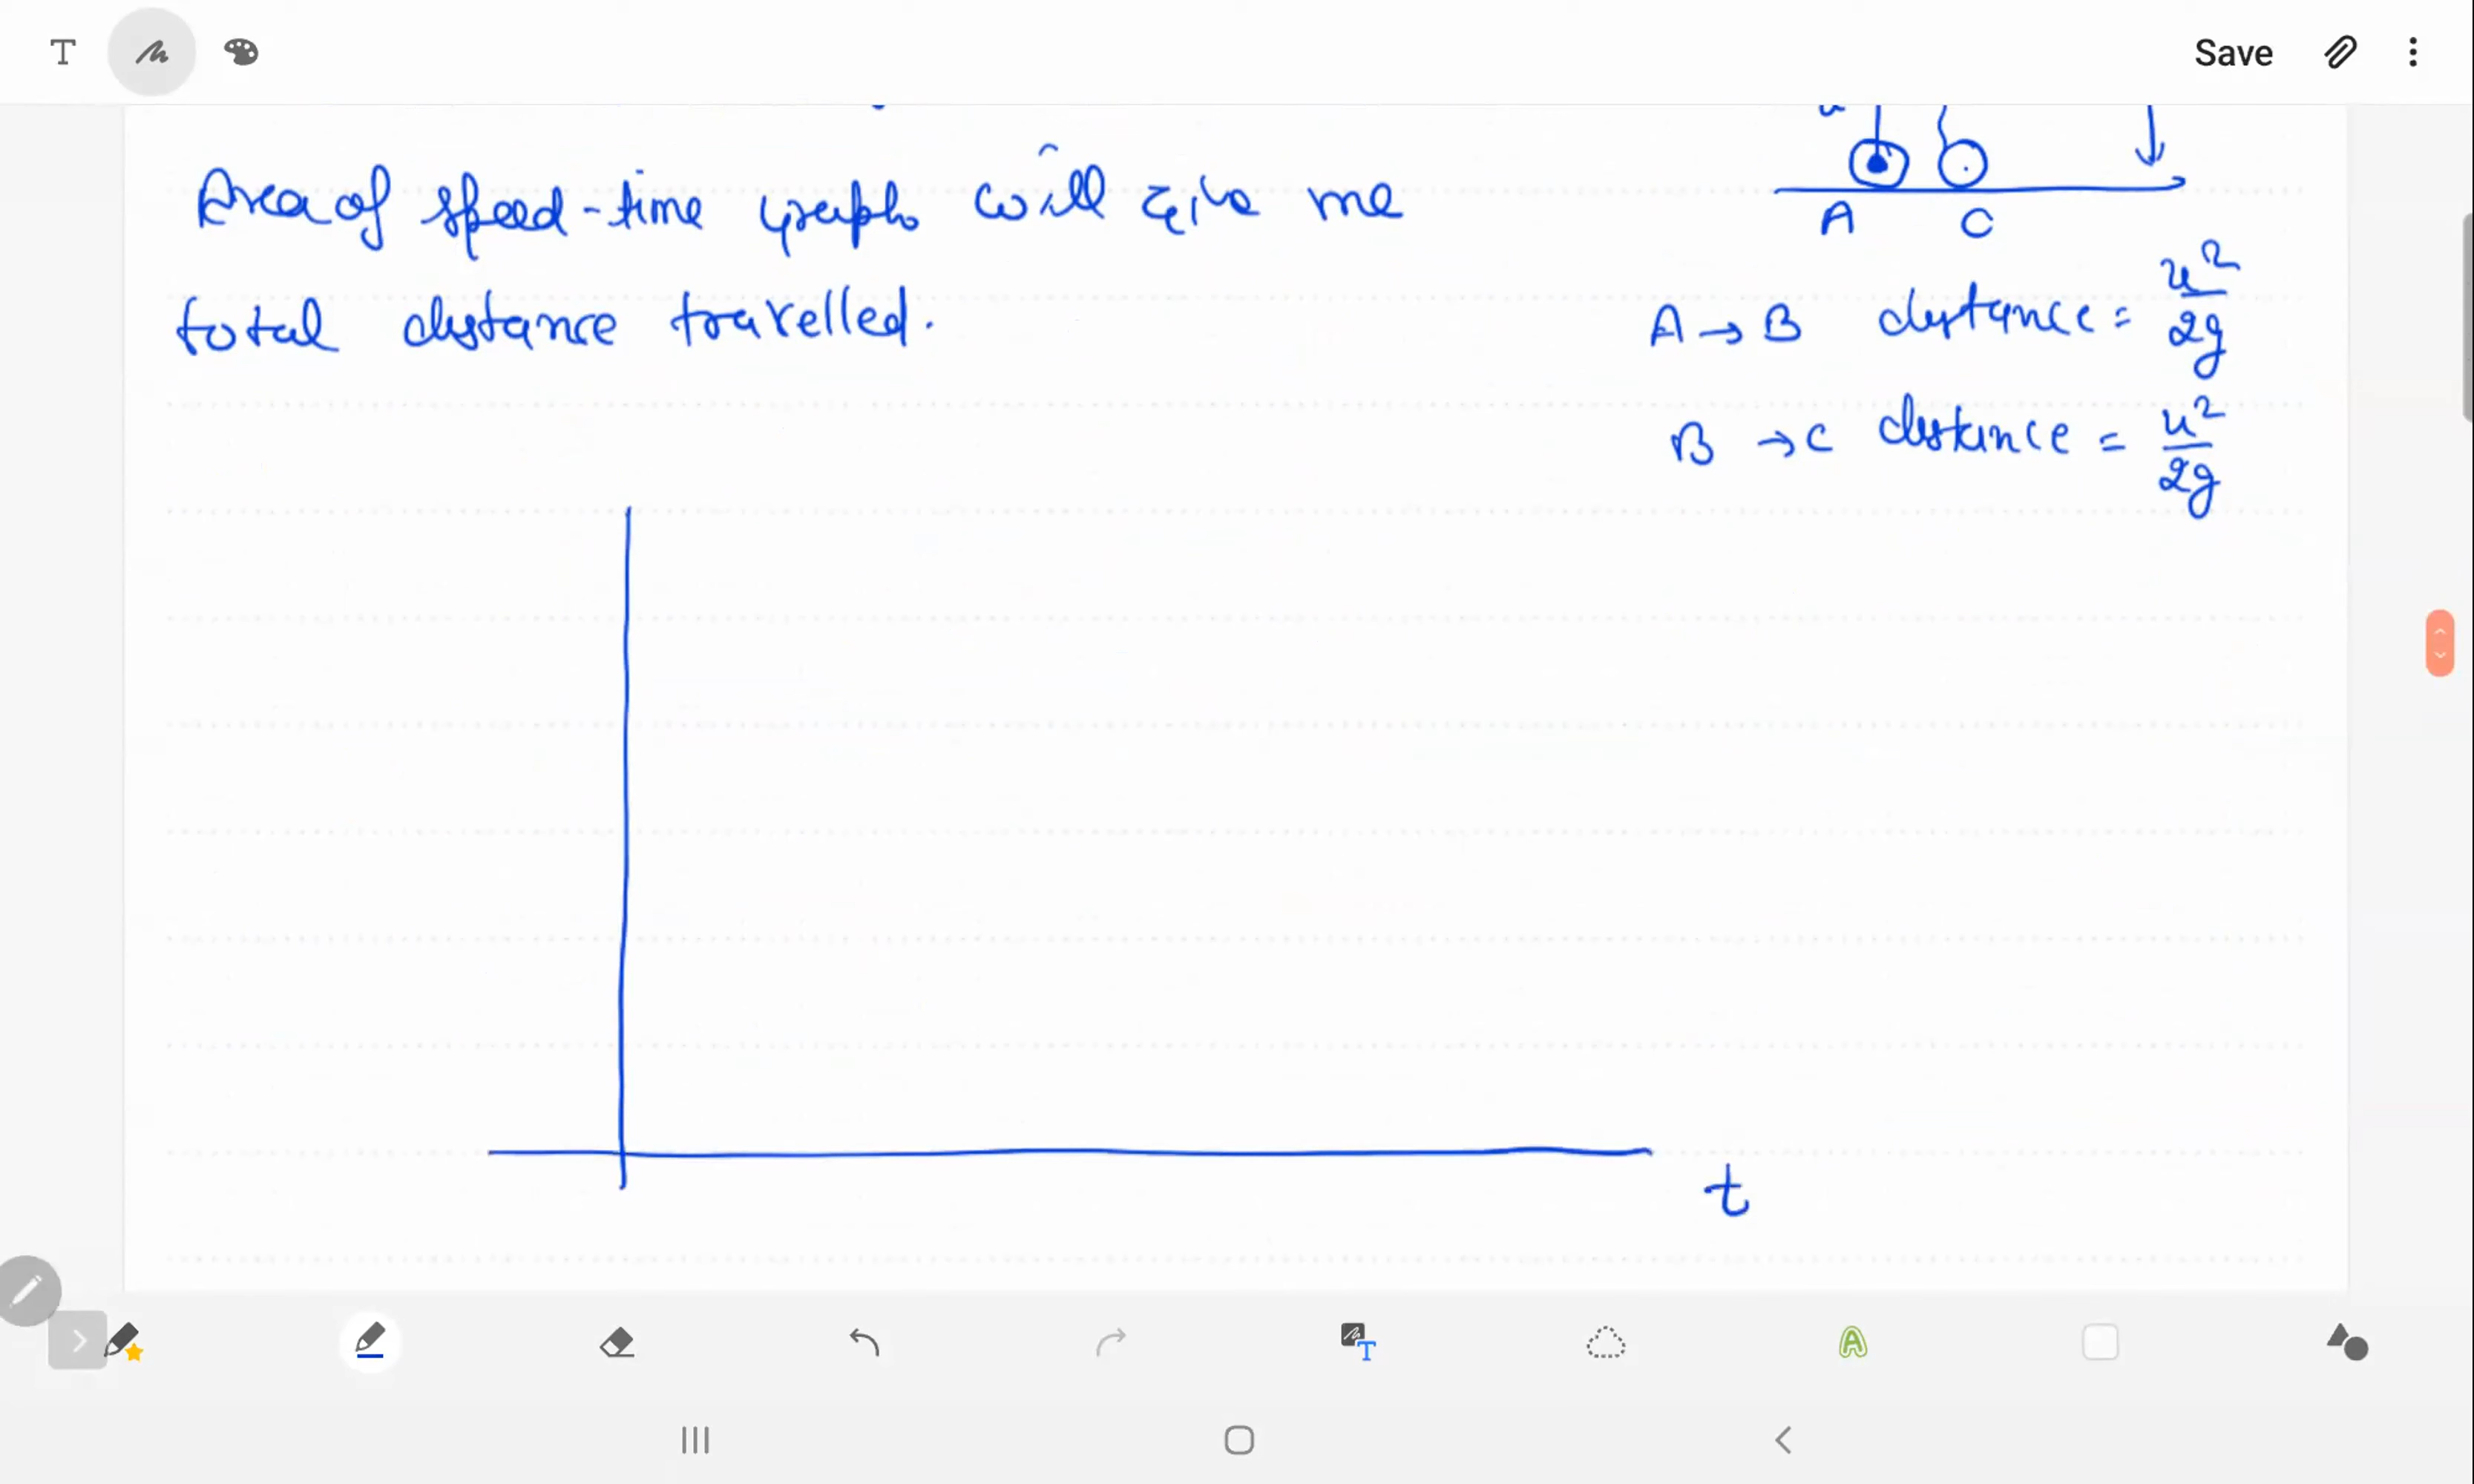 Save
Area of speed-time graph will give me
total distance travelled.
A C
A → B distance = u²/2g
B → C distance = u²/2g
t